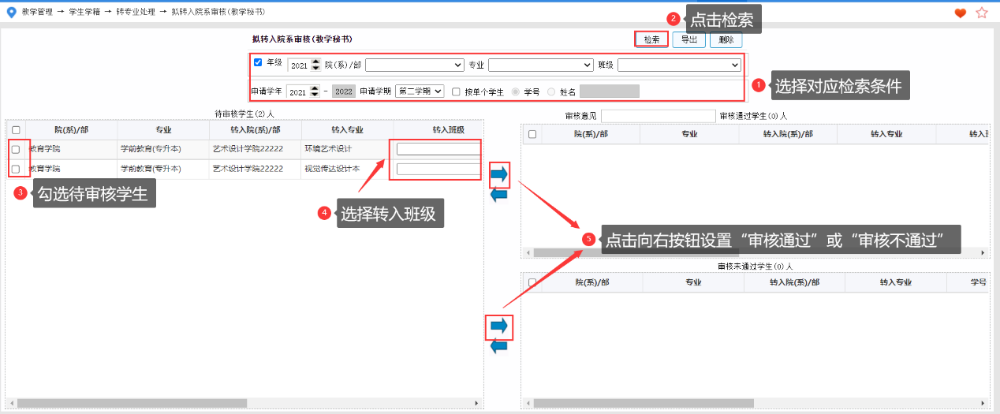 教学管理 → 学生学籍 → 转专业处理 → 拟转入院系审核(教学秘书)
2 点击检索
拟转入院系审核(教学秘书)
检索 导出 删除
年级 2021 院(系)/部 专业 班级
1 选择对应检索条件
申请学年 2021 - 2022 申请学期 第二学期 按单个学生 学号 姓名
待审核学生(2)人
审核意见 审核通过学生(0)人
院(系)/部 专业 转入院(系)/部 转入专业 转入班级
院(系)/部 专业 转入院(系)/部 转入专业
教育学院 学前教育(专升本) 艺术设计学院22222 环境艺术设计
教育学院 学前教育(专升本) 艺术设计学院22222 视觉传达设计本
3 勾选待审核学生
4 选择转入班级
5 点击向右按钮设置“审核通过”或“审核不通过”
审核未通过学生(0)人
院(系)/部 专业 转入院(系)/部 转入专业 学号